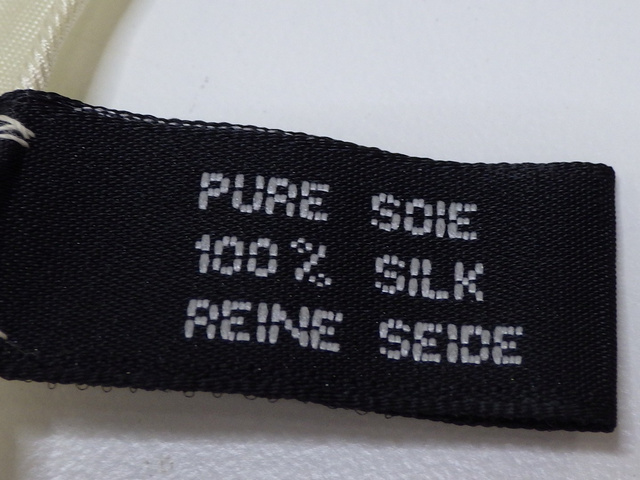 PURE SOIE
100% SILK
REINE SEIDE